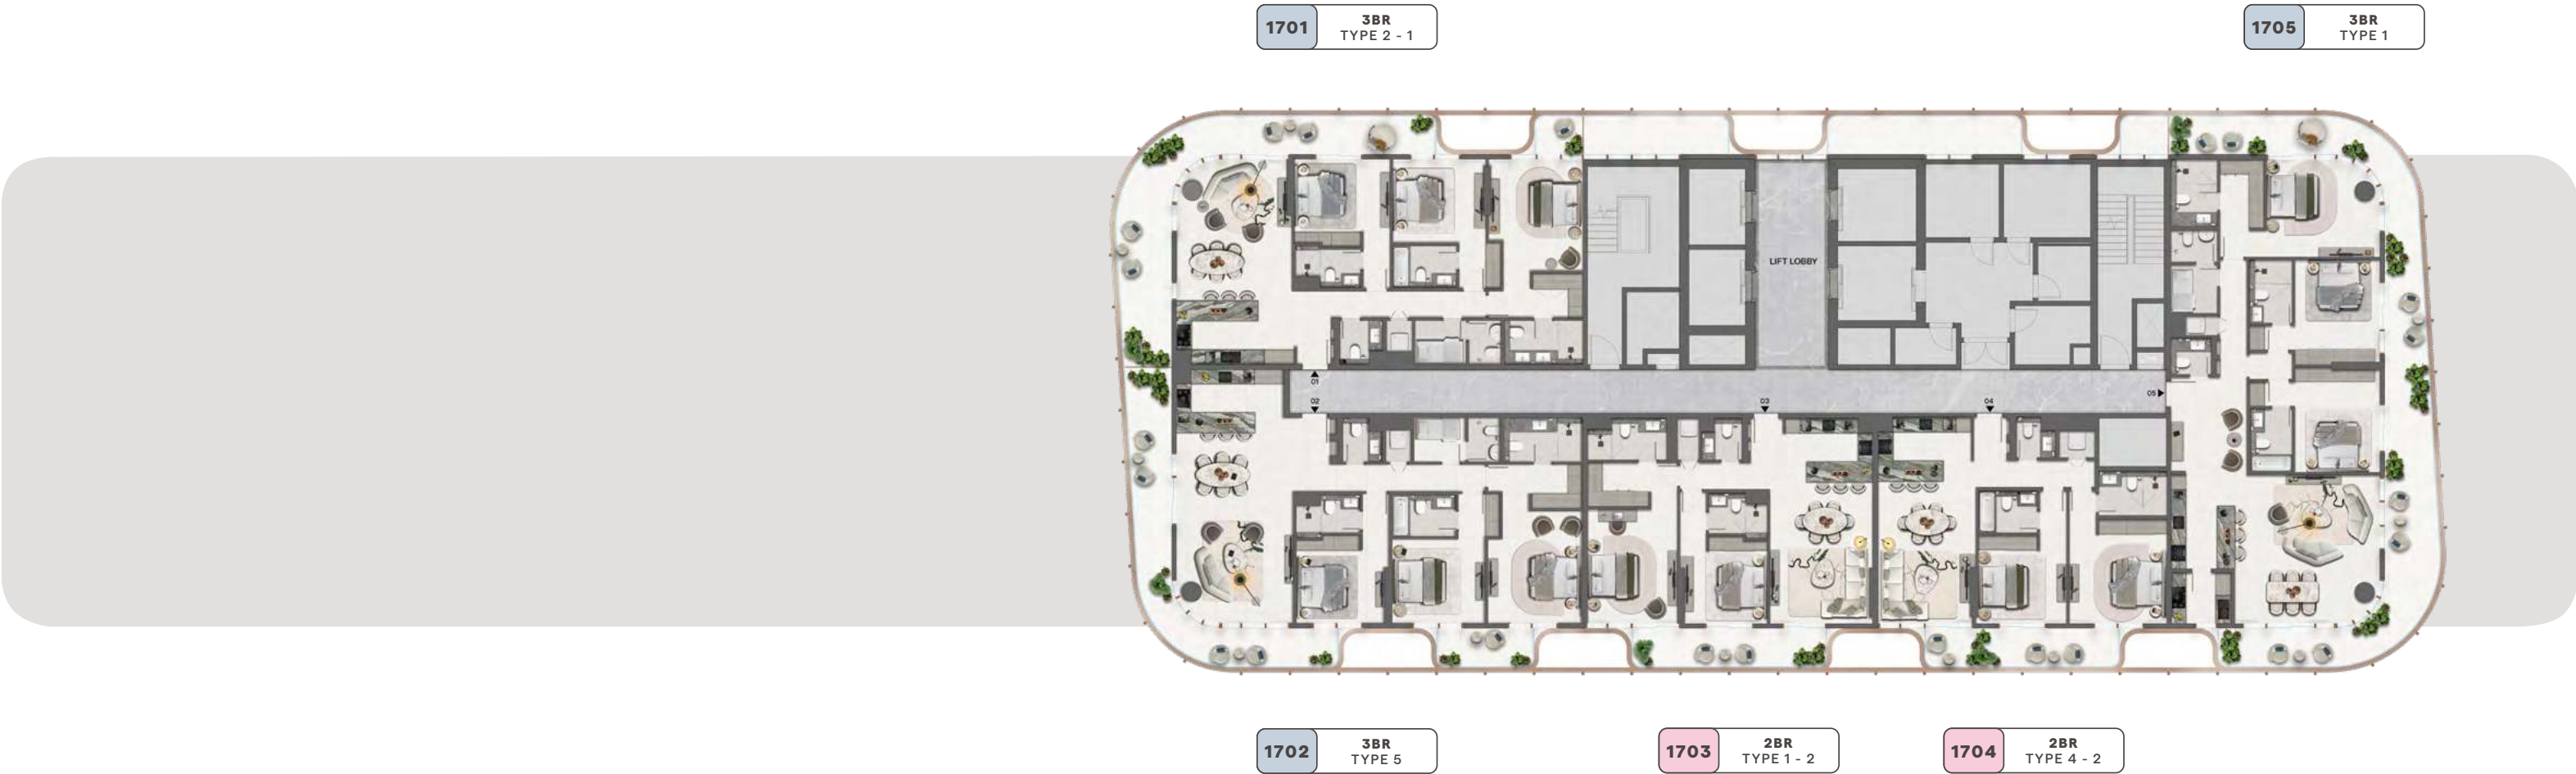 1701
3BR
TYPE 2 - 1
1705
3BR
TYPE 1
LIFT LOBBY
01
02
03
04
05
1702
3BR
TYPE 5
1703
2BR
TYPE 1 - 2
1704
2BR
TYPE 4 - 2